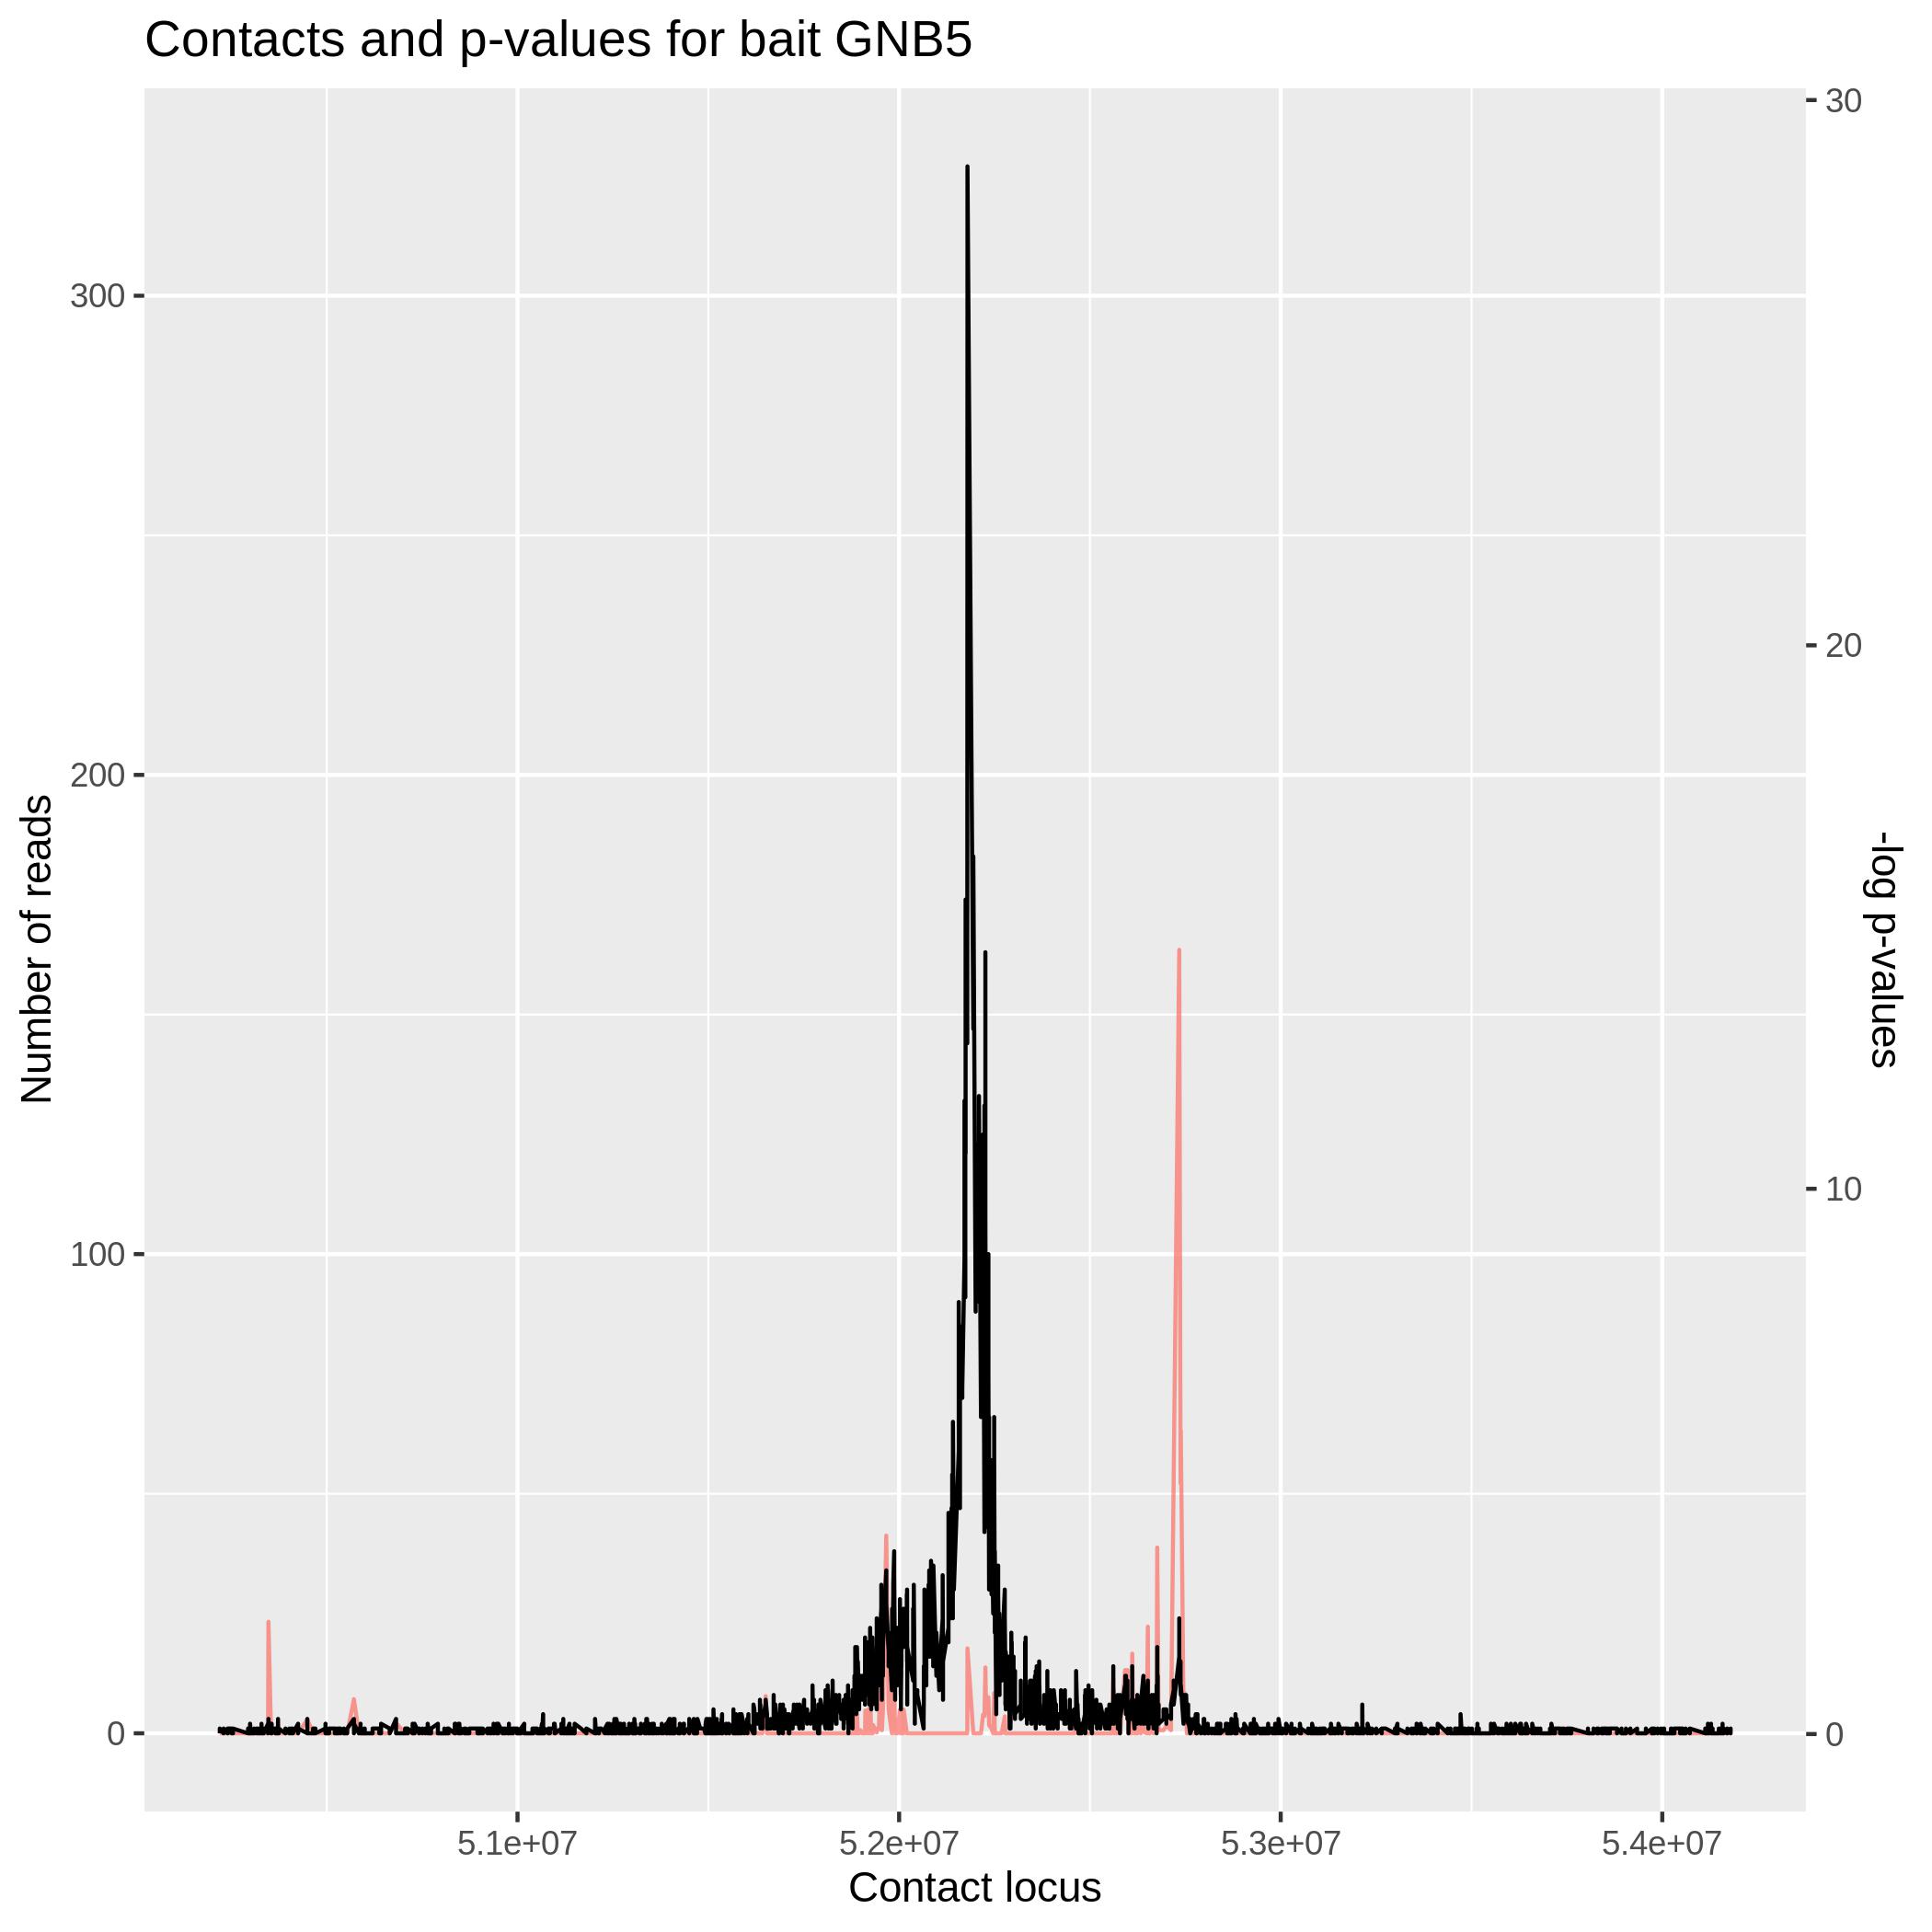 Contacts and p-values for bait GNB5
30
300
20
200
Number of reads
-log p-values
10
100
0
0
5.1e+07
5.2e+07
5.3e+07
5.4e+07
Contact locus